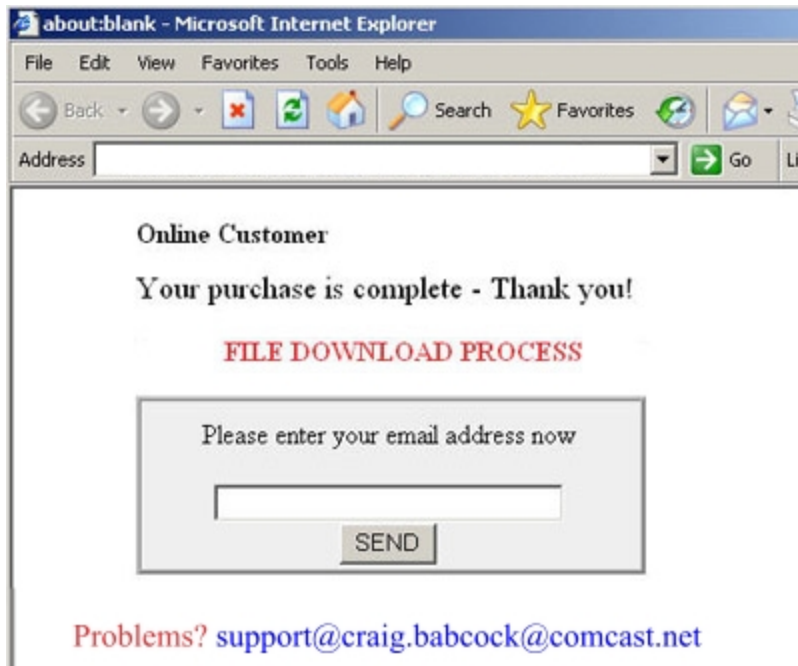 about:blank - Microsoft Internet Explorer
File Edit View Favorites Tools Help
Back Search Favorites
Address Go
Online Customer
Your purchase is complete - Thank you!
FILE DOWNLOAD PROCESS
Please enter your email address now
SEND
Problems? support@craig.babcock@comcast.net